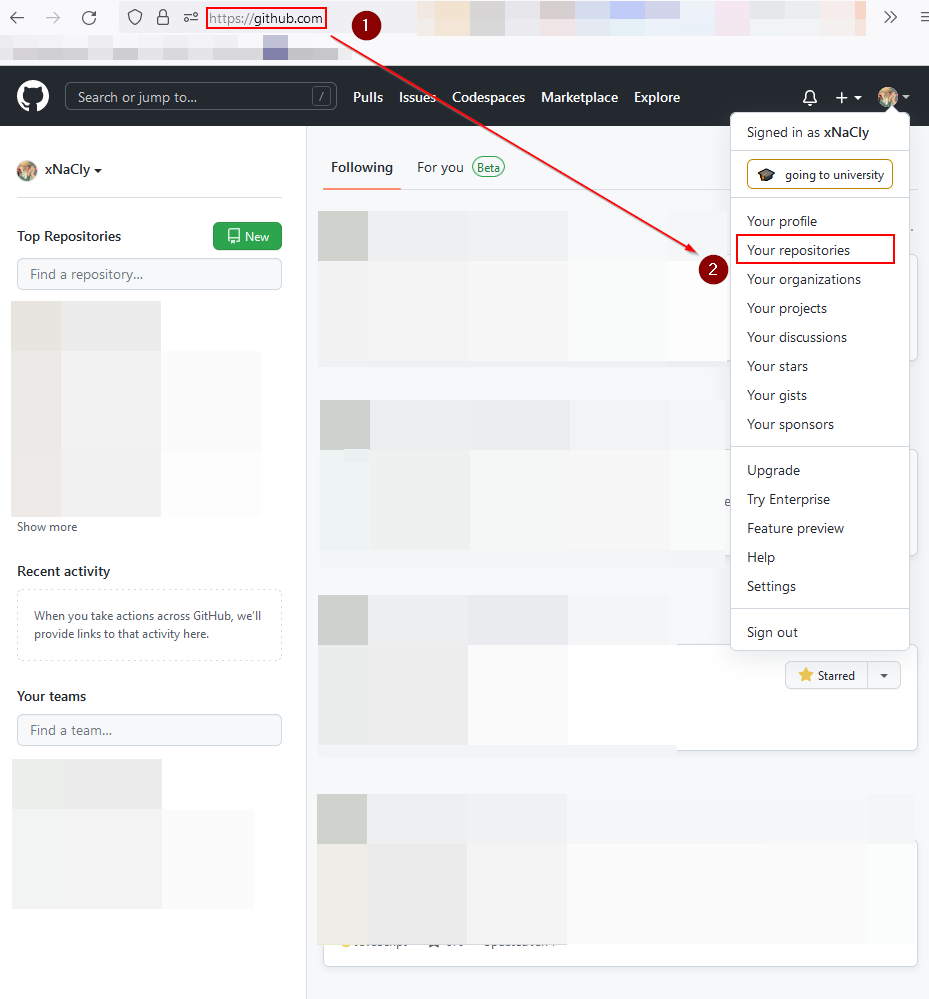 https://github.com
1
Search or jump to...
/
Pulls
Issues
Codespaces
Marketplace
Explore
Signed in as xNaCly
going to university
Your profile
Your repositories
2
Your organizations
Your projects
Your discussions
Your stars
Your gists
Your sponsors
Upgrade
Try Enterprise
Feature preview
Help
Settings
Sign out
xNaCly
Top Repositories
New
Find a repository...
Show more
Recent activity
When you take actions across GitHub, we'll
provide links to that activity here.
Your teams
Find a team...
Following
For you
Beta
Starred